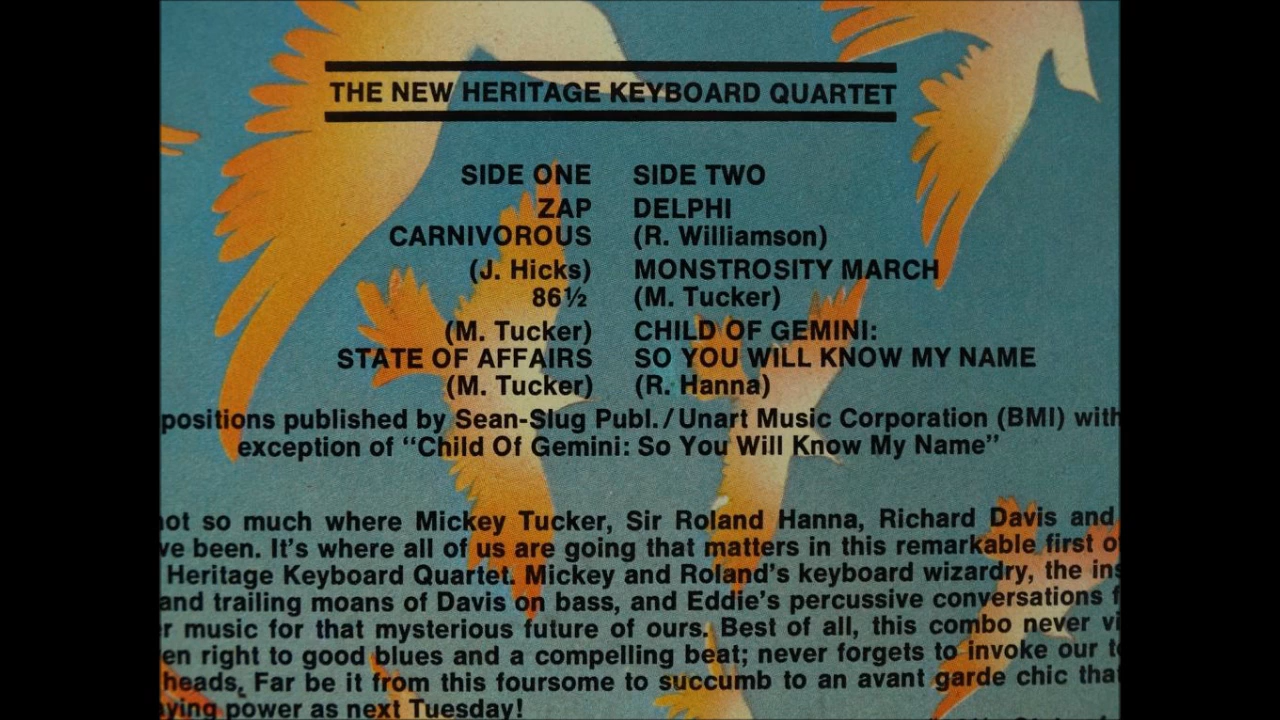 THE NEW HERITAGE KEYBOARD QUARTET
SIDE ONE
ZAP
CARNIVOROUS
(J. Hicks)
86½
(M. Tucker)
STATE OF AFFAIRS
(M. Tucker)
SIDE TWO
DELPHI
(R. Williamson)
MONSTROSITY MARCH
(M. Tucker)
CHILD OF GEMINI:
SO YOU WILL KNOW MY NAME
(R. Hanna)
positions published by Sean-Slug Publ./Unart Music Corporation (BMI) with
exception of “Child Of Gemini: So You Will Know My Name”
not so much where Mickey Tucker, Sir Roland Hanna, Richard Davis and
ve been. It's where all of us are going that matters in this remarkable first o
Heritage Keyboard Quartet. Mickey and Roland's keyboard wizardry, the ins
and trailing moans of Davis on bass, and Eddie's percussive conversations f
r music for that mysterious future of ours. Best of all, this combo never vi
en right to good blues and a compelling beat; never forgets to invoke our t
heads. Far be it from this foursome to succumb to an avant garde chic that
aying power as next Tuesday!